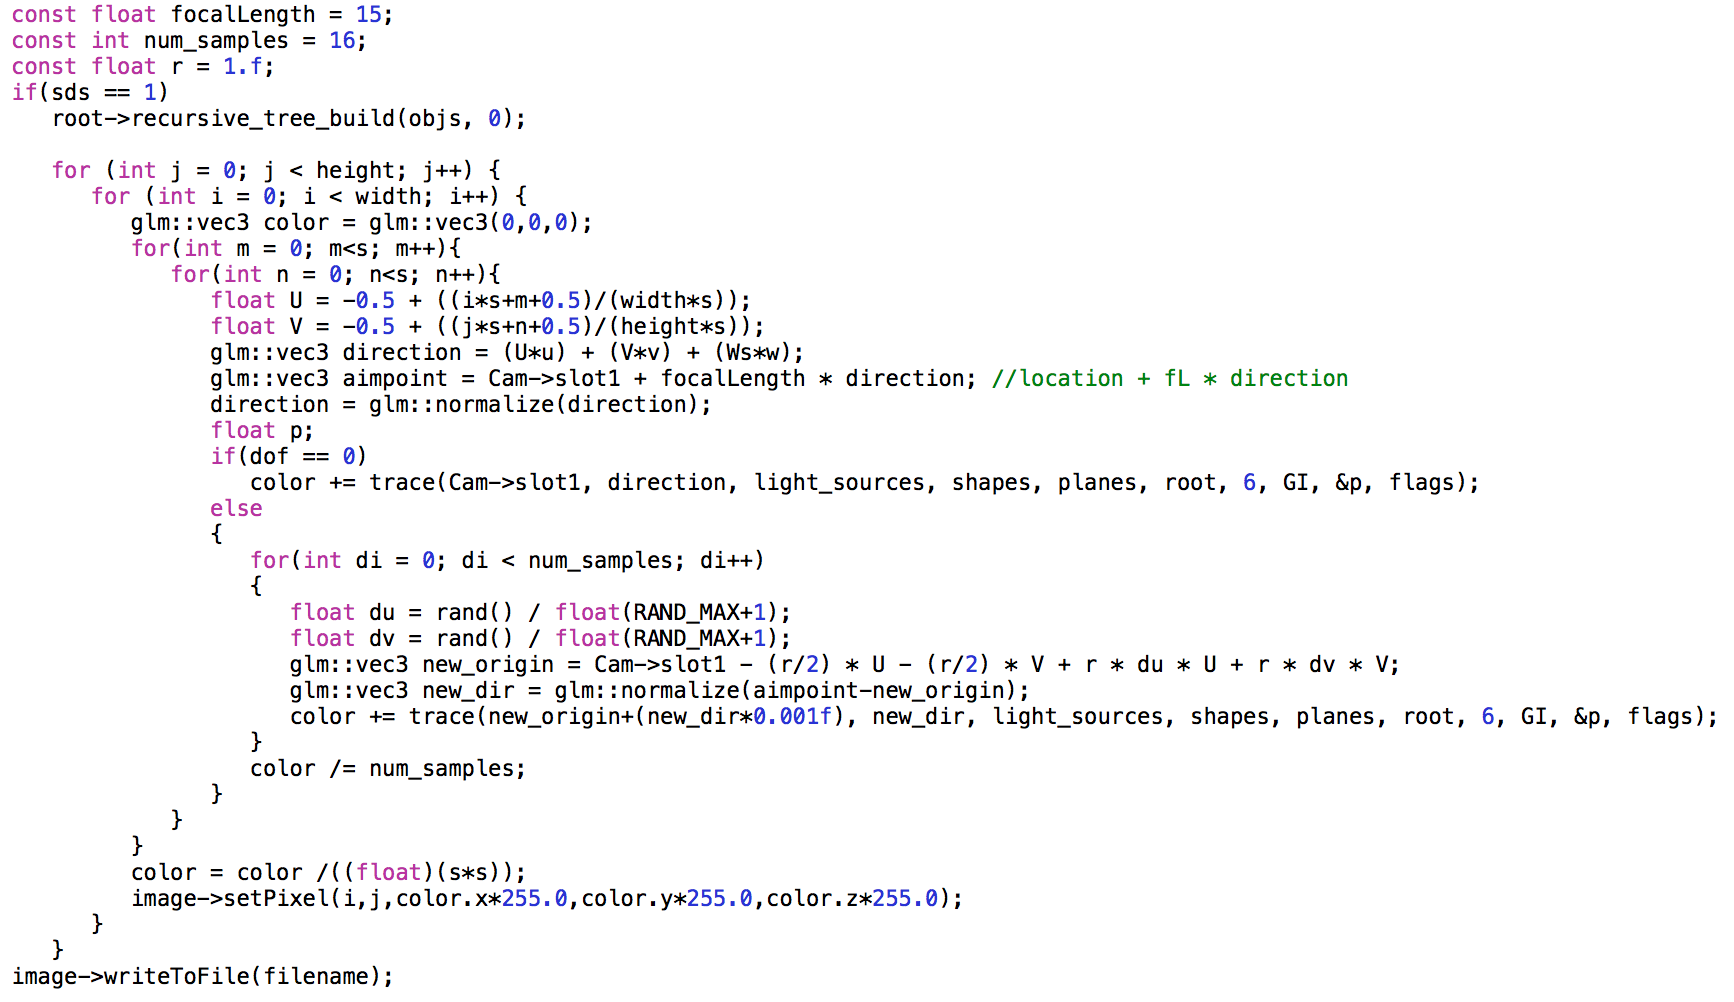 const float focalLength = 15;
const int num_samples = 16;
const float r = 1.f;
if(sds == 1)
   root->recursive_tree_build(objs, 0);

   for (int j = 0; j < height; j++) {
      for (int i = 0; i < width; i++) {
         glm::vec3 color = glm::vec3(0,0,0);
         for(int m = 0; m<s; m++){
            for(int n = 0; n<s; n++){
               float U = -0.5 + ((i*s+m+0.5)/(width*s));
               float V = -0.5 + ((j*s+n+0.5)/(height*s));
               glm::vec3 direction = (U*u) + (V*v) + (Ws*w);
               glm::vec3 aimpoint = Cam->slot1 + focalLength * direction; //location + fL * direction
               direction = glm::normalize(direction);
               float p;
               if(dof == 0)
                  color += trace(Cam->slot1, direction, light_sources, shapes, planes, root, 6, GI, &p, flags);
               else
               {
                  for(int di = 0; di < num_samples; di++)
                  {
                     float du = rand() / float(RAND_MAX+1);
                     float dv = rand() / float(RAND_MAX+1);
                     glm::vec3 new_origin = Cam->slot1 - (r/2) * U - (r/2) * V + r * du * U + r * dv * V;
                     glm::vec3 new_dir = glm::normalize(aimpoint-new_origin);
                     color += trace(new_origin+(new_dir*0.001f), new_dir, light_sources, shapes, planes, root, 6, GI, &p, flags);
                  }
                  color /= num_samples;
               }
            }
         }
         color = color /((float)(s*s));
         image->setPixel(i,j,color.x*255.0,color.y*255.0,color.z*255.0);
      }
   }
image->writeToFile(filename);